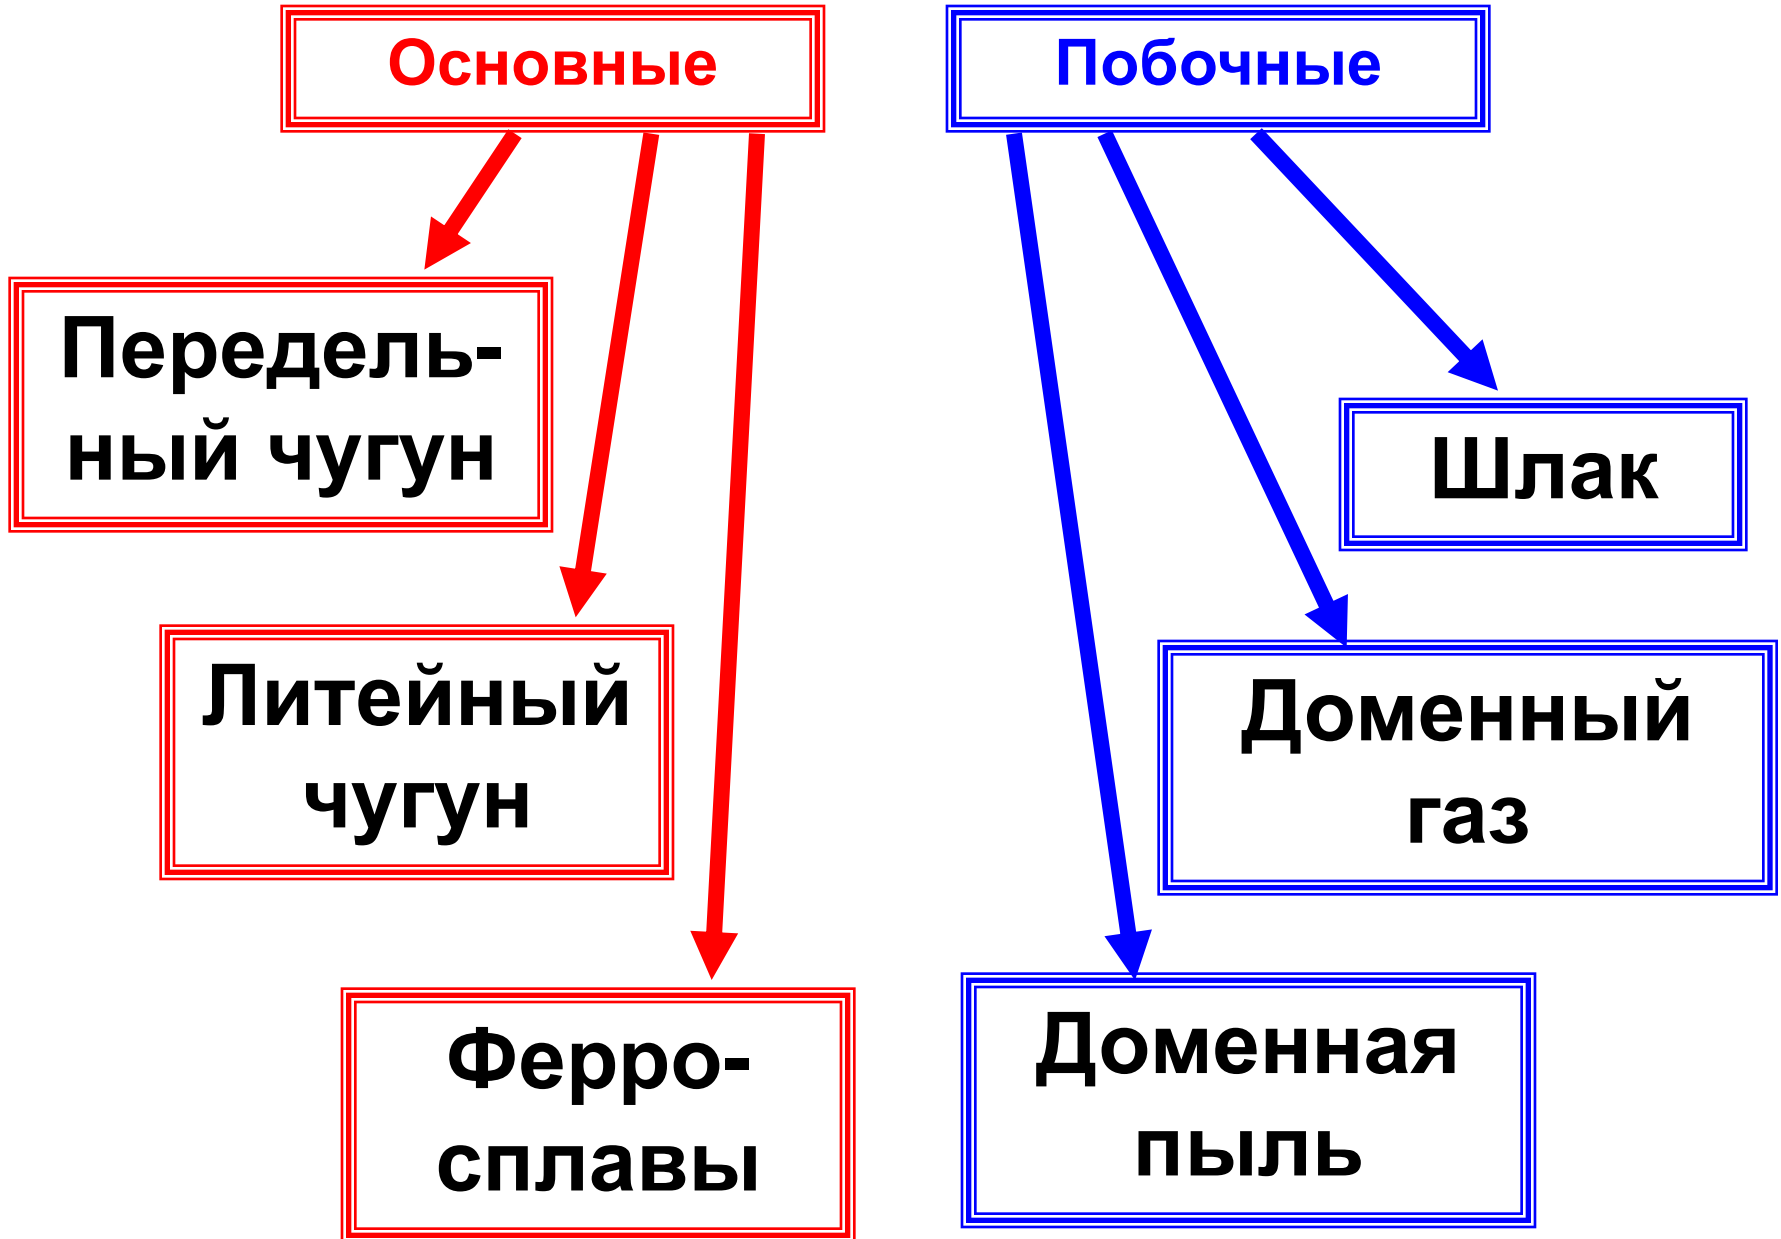 Основные
Побочные
Передель-
ный чугун
Шлак
Литейный
чугун
Доменный
газ
Ферро-
сплавы
Доменная
пыль